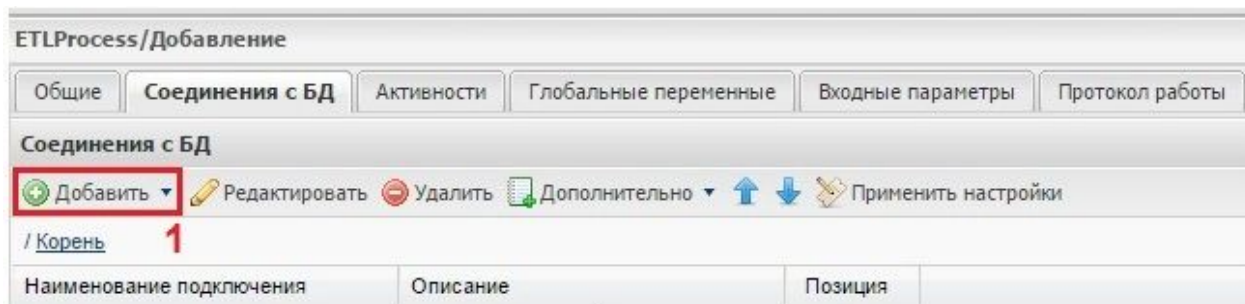 ETLProcess/Добавление
Общие Соединения с БД Активности Глобальные переменные Входные параметры Протокол работы
Соединения с БД
Добавить Редактировать Удалить Дополнительно Применить настройки
/ Корень 1
Наименование подключения Описание Позиция